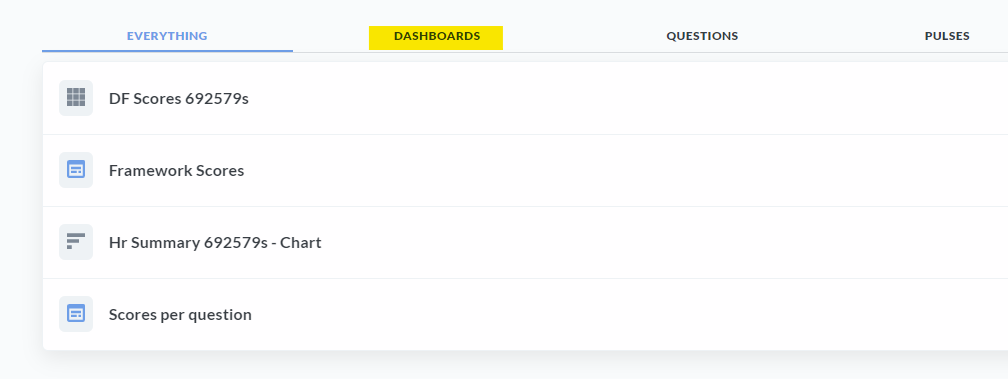 EVERYTHING DASHBOARDS QUESTIONS PULSES
DF Scores 692579s
Framework Scores
Hr Summary 692579s - Chart
Scores per question